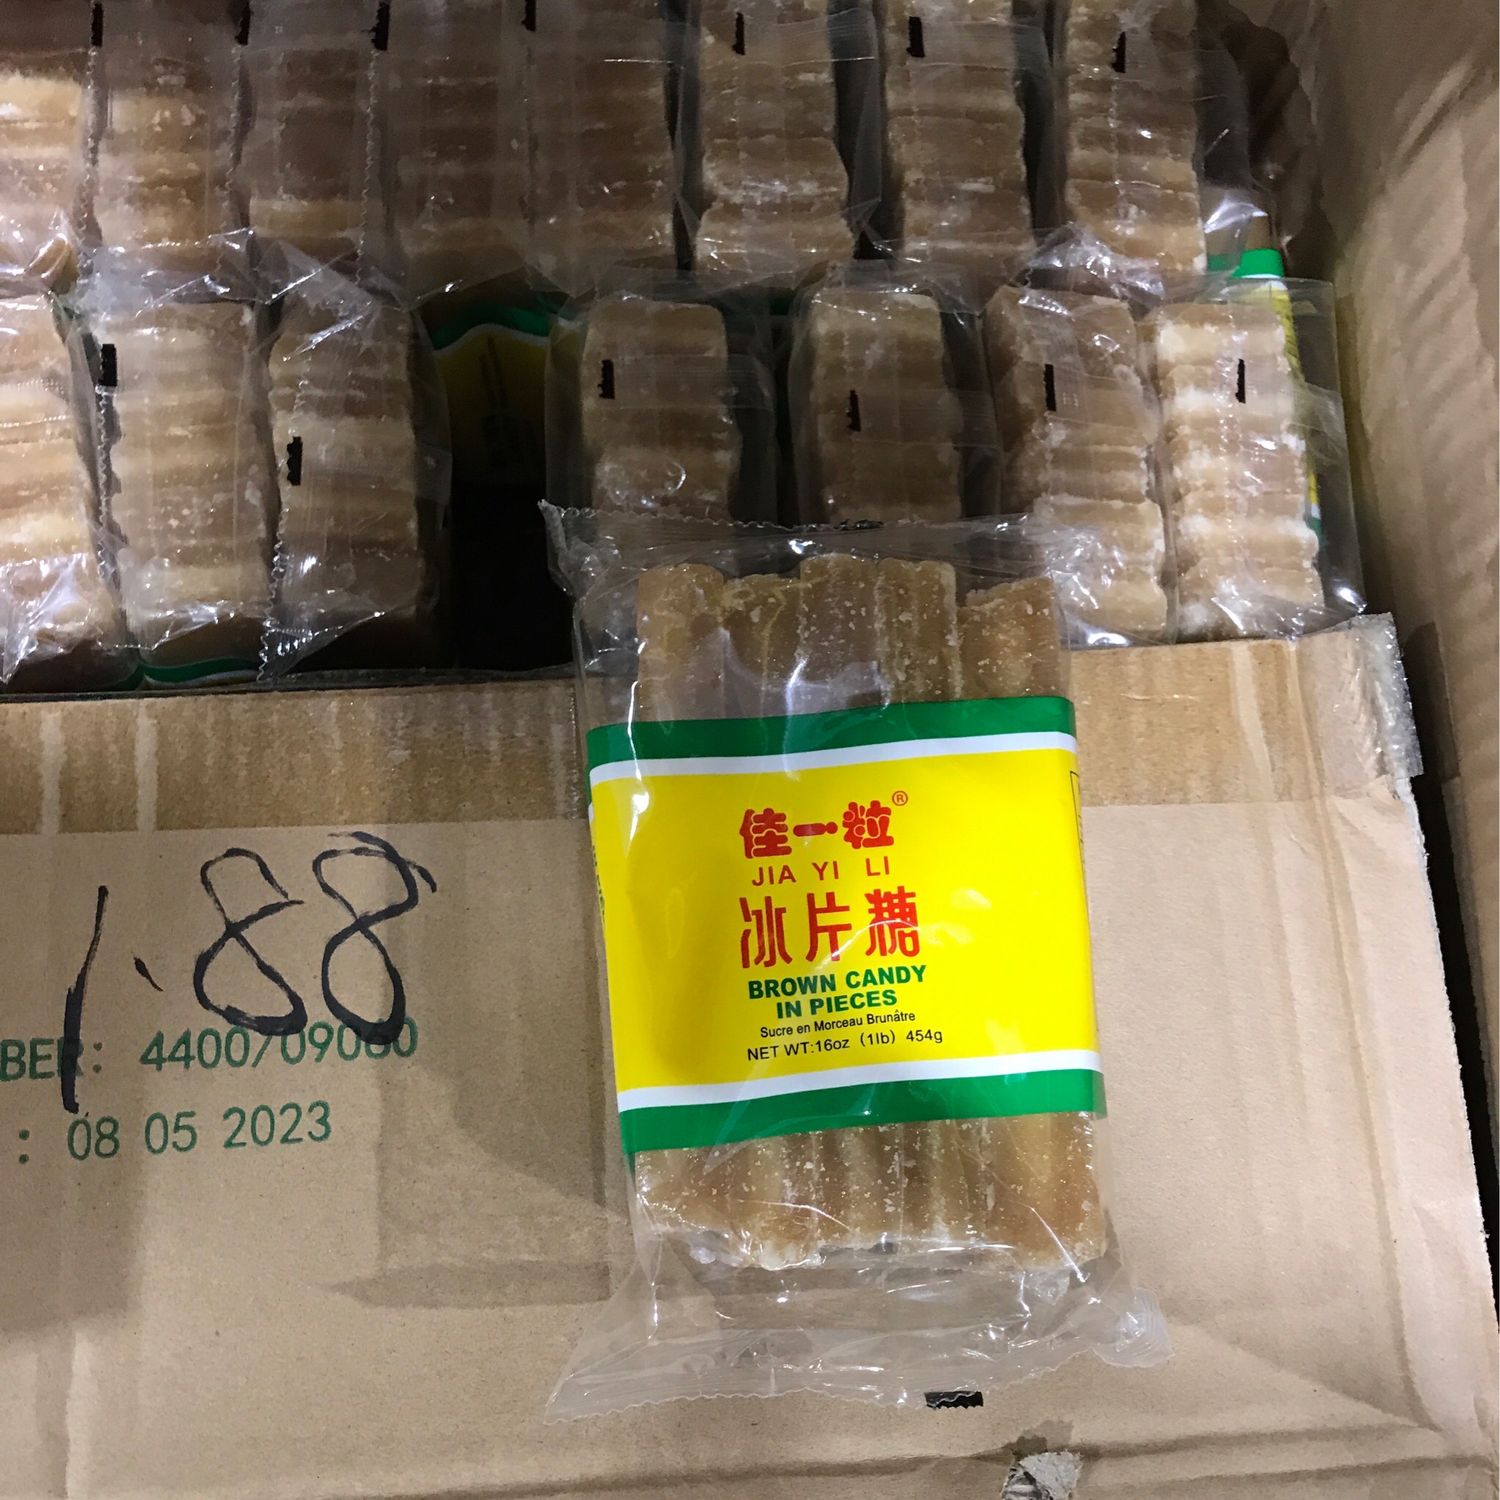 佳一粒®
JIA YI LI
冰片糖
BROWN CANDY
IN PIECES
Sucre en Morceau Brunâtre
NET WT:16oz (1lb) 454g
1.88
BER: 4400/09060
: 08 05 2023